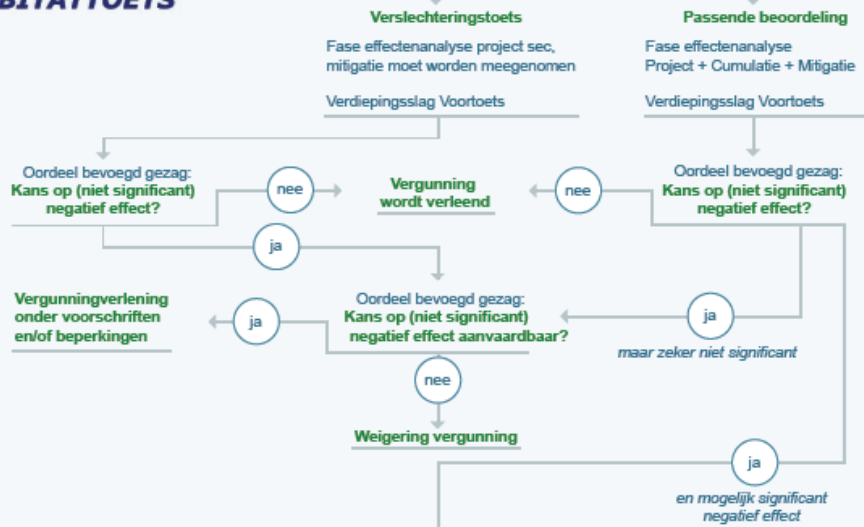 BITATTOETS
Verslechteringstoets
Fase effectenanalyse project sec,
mitigatie moet worden meegenomen
Verdiepingsslag Voortoets
Passende beoordeling
Fase effectenanalyse
Project + Cumulatie + Mitigatie
Verdiepingsslag Voortoets
Oordeel bevoegd gezag:
Kans op (niet significant)
negatief effect?
nee
Vergunning
wordt verleend
nee
Oordeel bevoegd gezag:
Kans op (niet significant)
negatief effect?
ja
Vergunningverlening
onder voorschriften
en/of beperkingen
ja
Oordeel bevoegd gezag:
Kans op (niet significant)
negatief effect aanvaardbaar?
ja
maar zeker niet significant
nee
Weigering vergunning
ja
en mogelijk significant
negatief effect